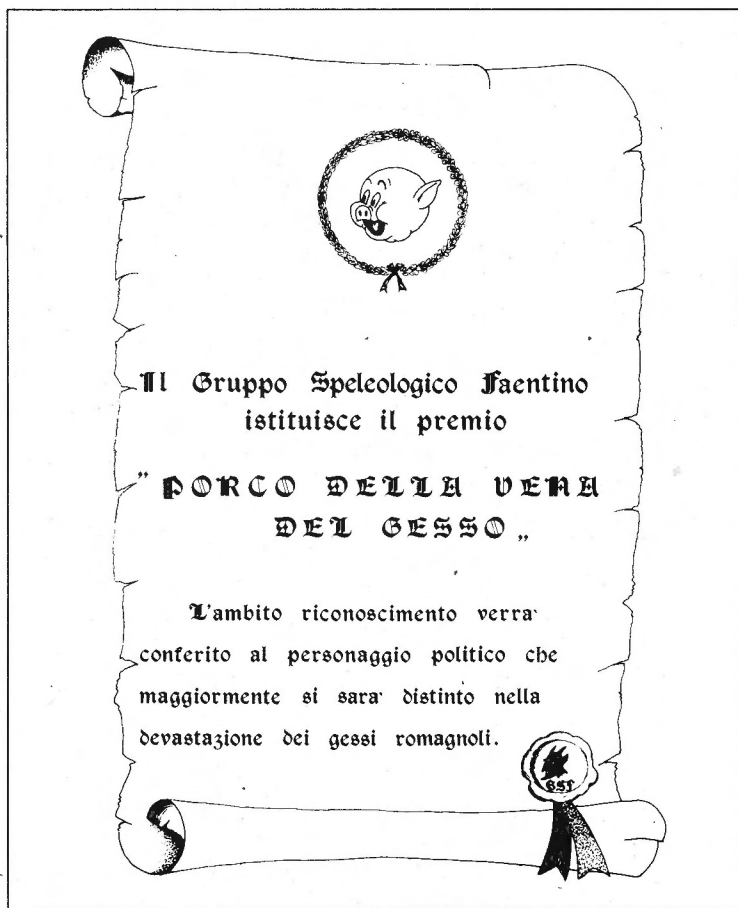 Il Gruppo Speleologico Faentino
istituisce il premio
" PORCO DELLA VENA
DEL GESSO „
L'ambito riconoscimento verra'
conferito al personaggio politico che
maggiormente si sara' distinto nella
devastazione dei gessi romagnoli.
GSF